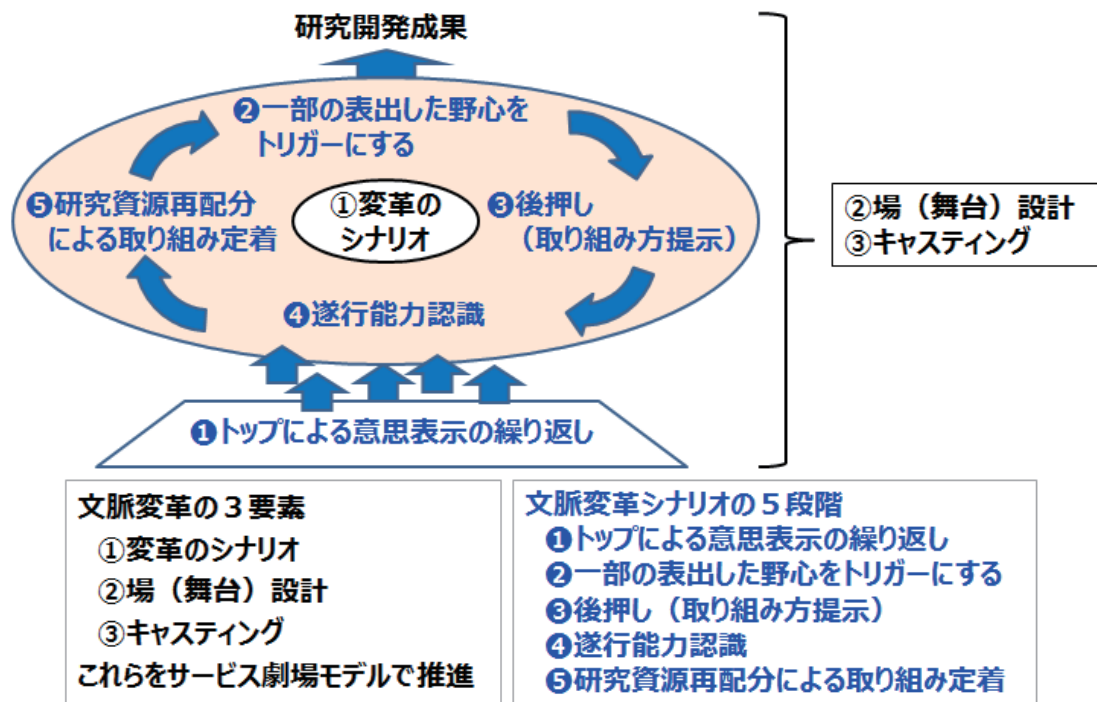 研究開発成果
❷一部の表出した野心を
トリガーにする
❺研究資源再配分
による取り組み定着
①変革の
シナリオ
❸後押し
（取り組み方提示）
❹遂行能力認識
❶トップによる意思表示の繰り返し
②場（舞台）設計
③キャスティング
文脈変革の３要素
①変革のシナリオ
②場（舞台）設計
③キャスティング
これらをサービス劇場モデルで推進
文脈変革シナリオの５段階
❶トップによる意思表示の繰り返し
❷一部の表出した野心をトリガーにする
❸後押し（取り組み方提示）
❹遂行能力認識
❺研究資源再配分による取り組み定着